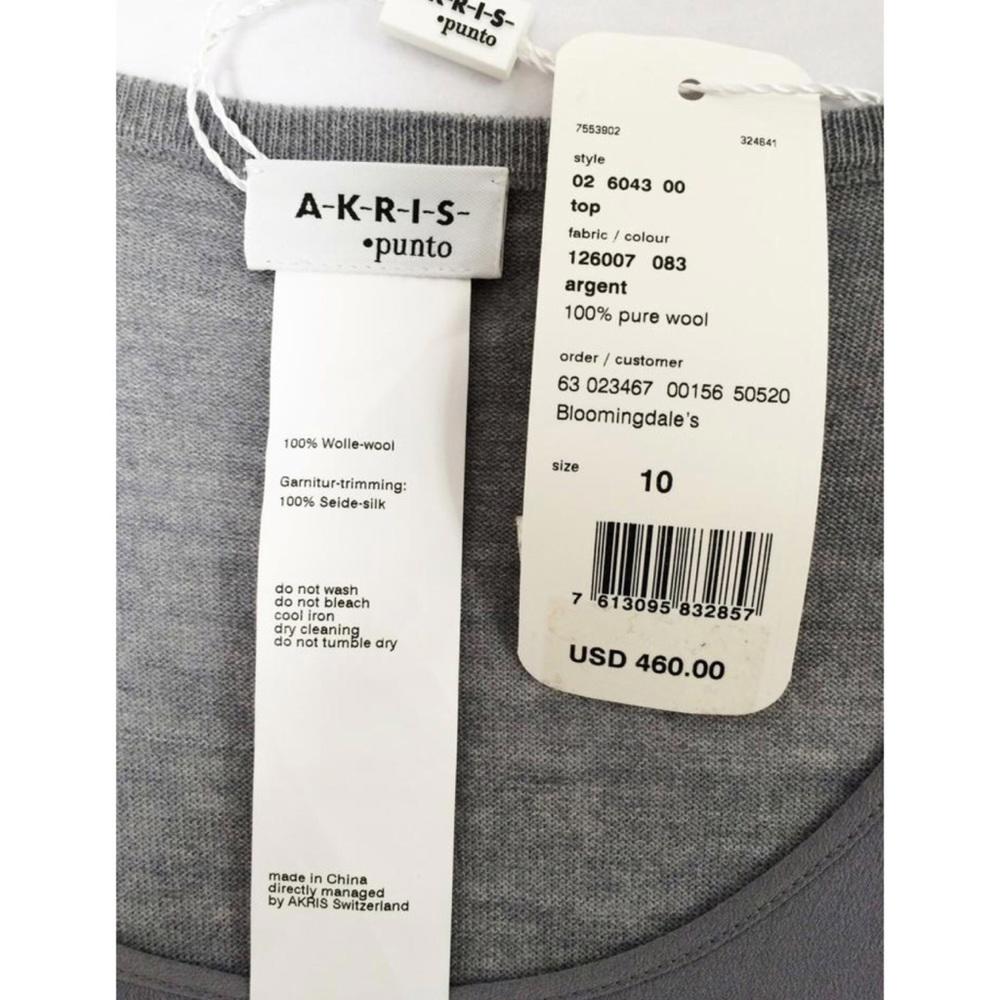 K-R-I-S-
•punto
A-K-R-I-S-
•punto
100% Wolle-wool
Garnitur-trimming:
100% Seide-silk
do not wash
do not bleach
cool iron
dry cleaning
do not tumble dry
made in China
directly managed
by AKRIS Switzerland
7553902 324641
style
02 6043 00
top
fabric / colour
126007 083
argent
100% pure wool
order / customer
63 023467 00156 50520
Bloomingdale's
size 10
7 613095 832857
USD 460.00